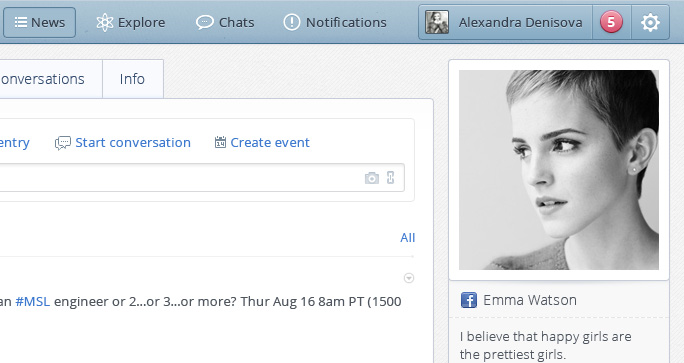 News Explore Chats Notifications Alexandra Denisova 5
onversations Info
entry Start conversation Create event
All
an #MSL engineer or 2...or 3...or more? Thur Aug 16 8am PT (1500
Emma Watson
I believe that happy girls are
the prettiest girls.